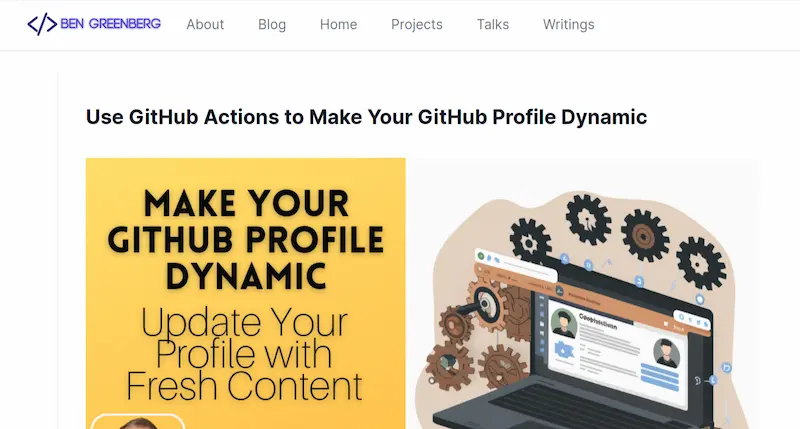 </> BEN GREENBERG About Blog Home Projects Talks Writings
Use GitHub Actions to Make Your GitHub Profile Dynamic
MAKE YOUR
GITHUB PROFILE
DYNAMIC
Update Your
Profile with
Fresh Content